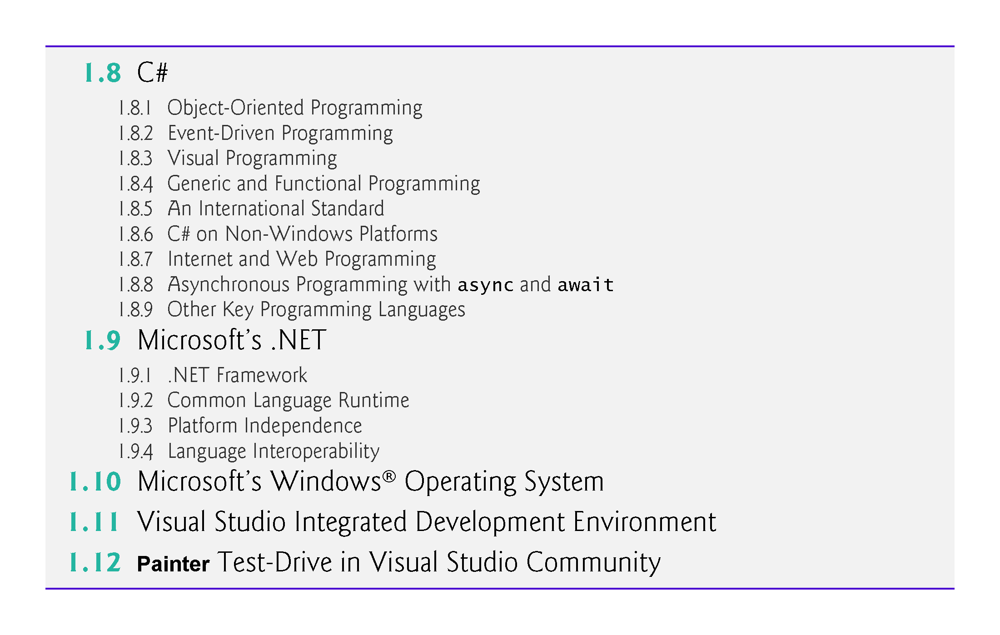 1.8 C#
1.8.1 Object-Oriented Programming
1.8.2 Event-Driven Programming
1.8.3 Visual Programming
1.8.4 Generic and Functional Programming
1.8.5 An International Standard
1.8.6 C# on Non-Windows Platforms
1.8.7 Internet and Web Programming
1.8.8 Asynchronous Programming with async and await
1.8.9 Other Key Programming Languages
1.9 Microsoft’s .NET
1.9.1 .NET Framework
1.9.2 Common Language Runtime
1.9.3 Platform Independence
1.9.4 Language Interoperability
1.10 Microsoft’s Windows® Operating System
1.11 Visual Studio Integrated Development Environment
1.12 Painter Test-Drive in Visual Studio Community